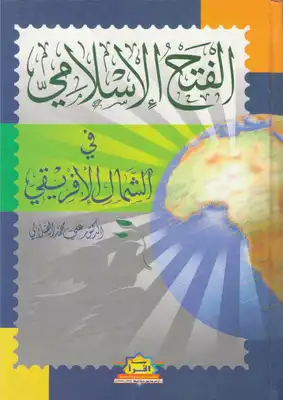 الفتح الإسلامي
في
الشمال الإفريقي
الدكتور علي محمد الصلابي
اقرأ